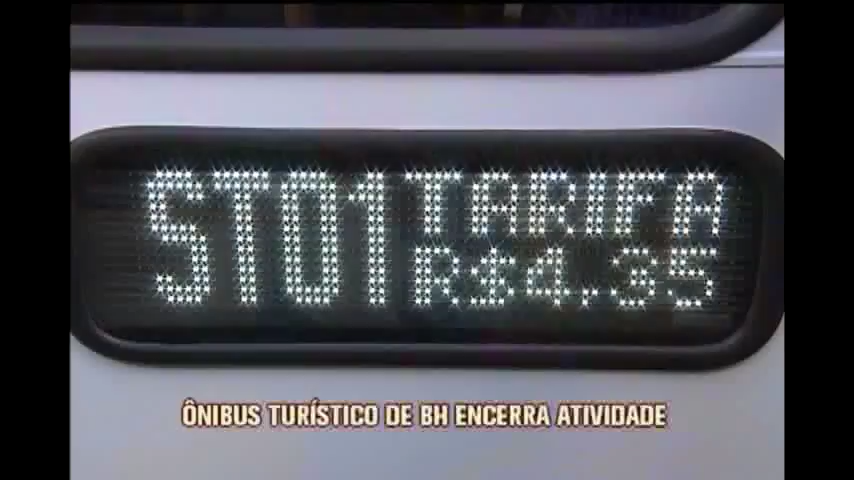 ST01 TARIFA
R$4.35
ÔNIBUS TURÍSTICO DE BH ENCERRA ATIVIDADE